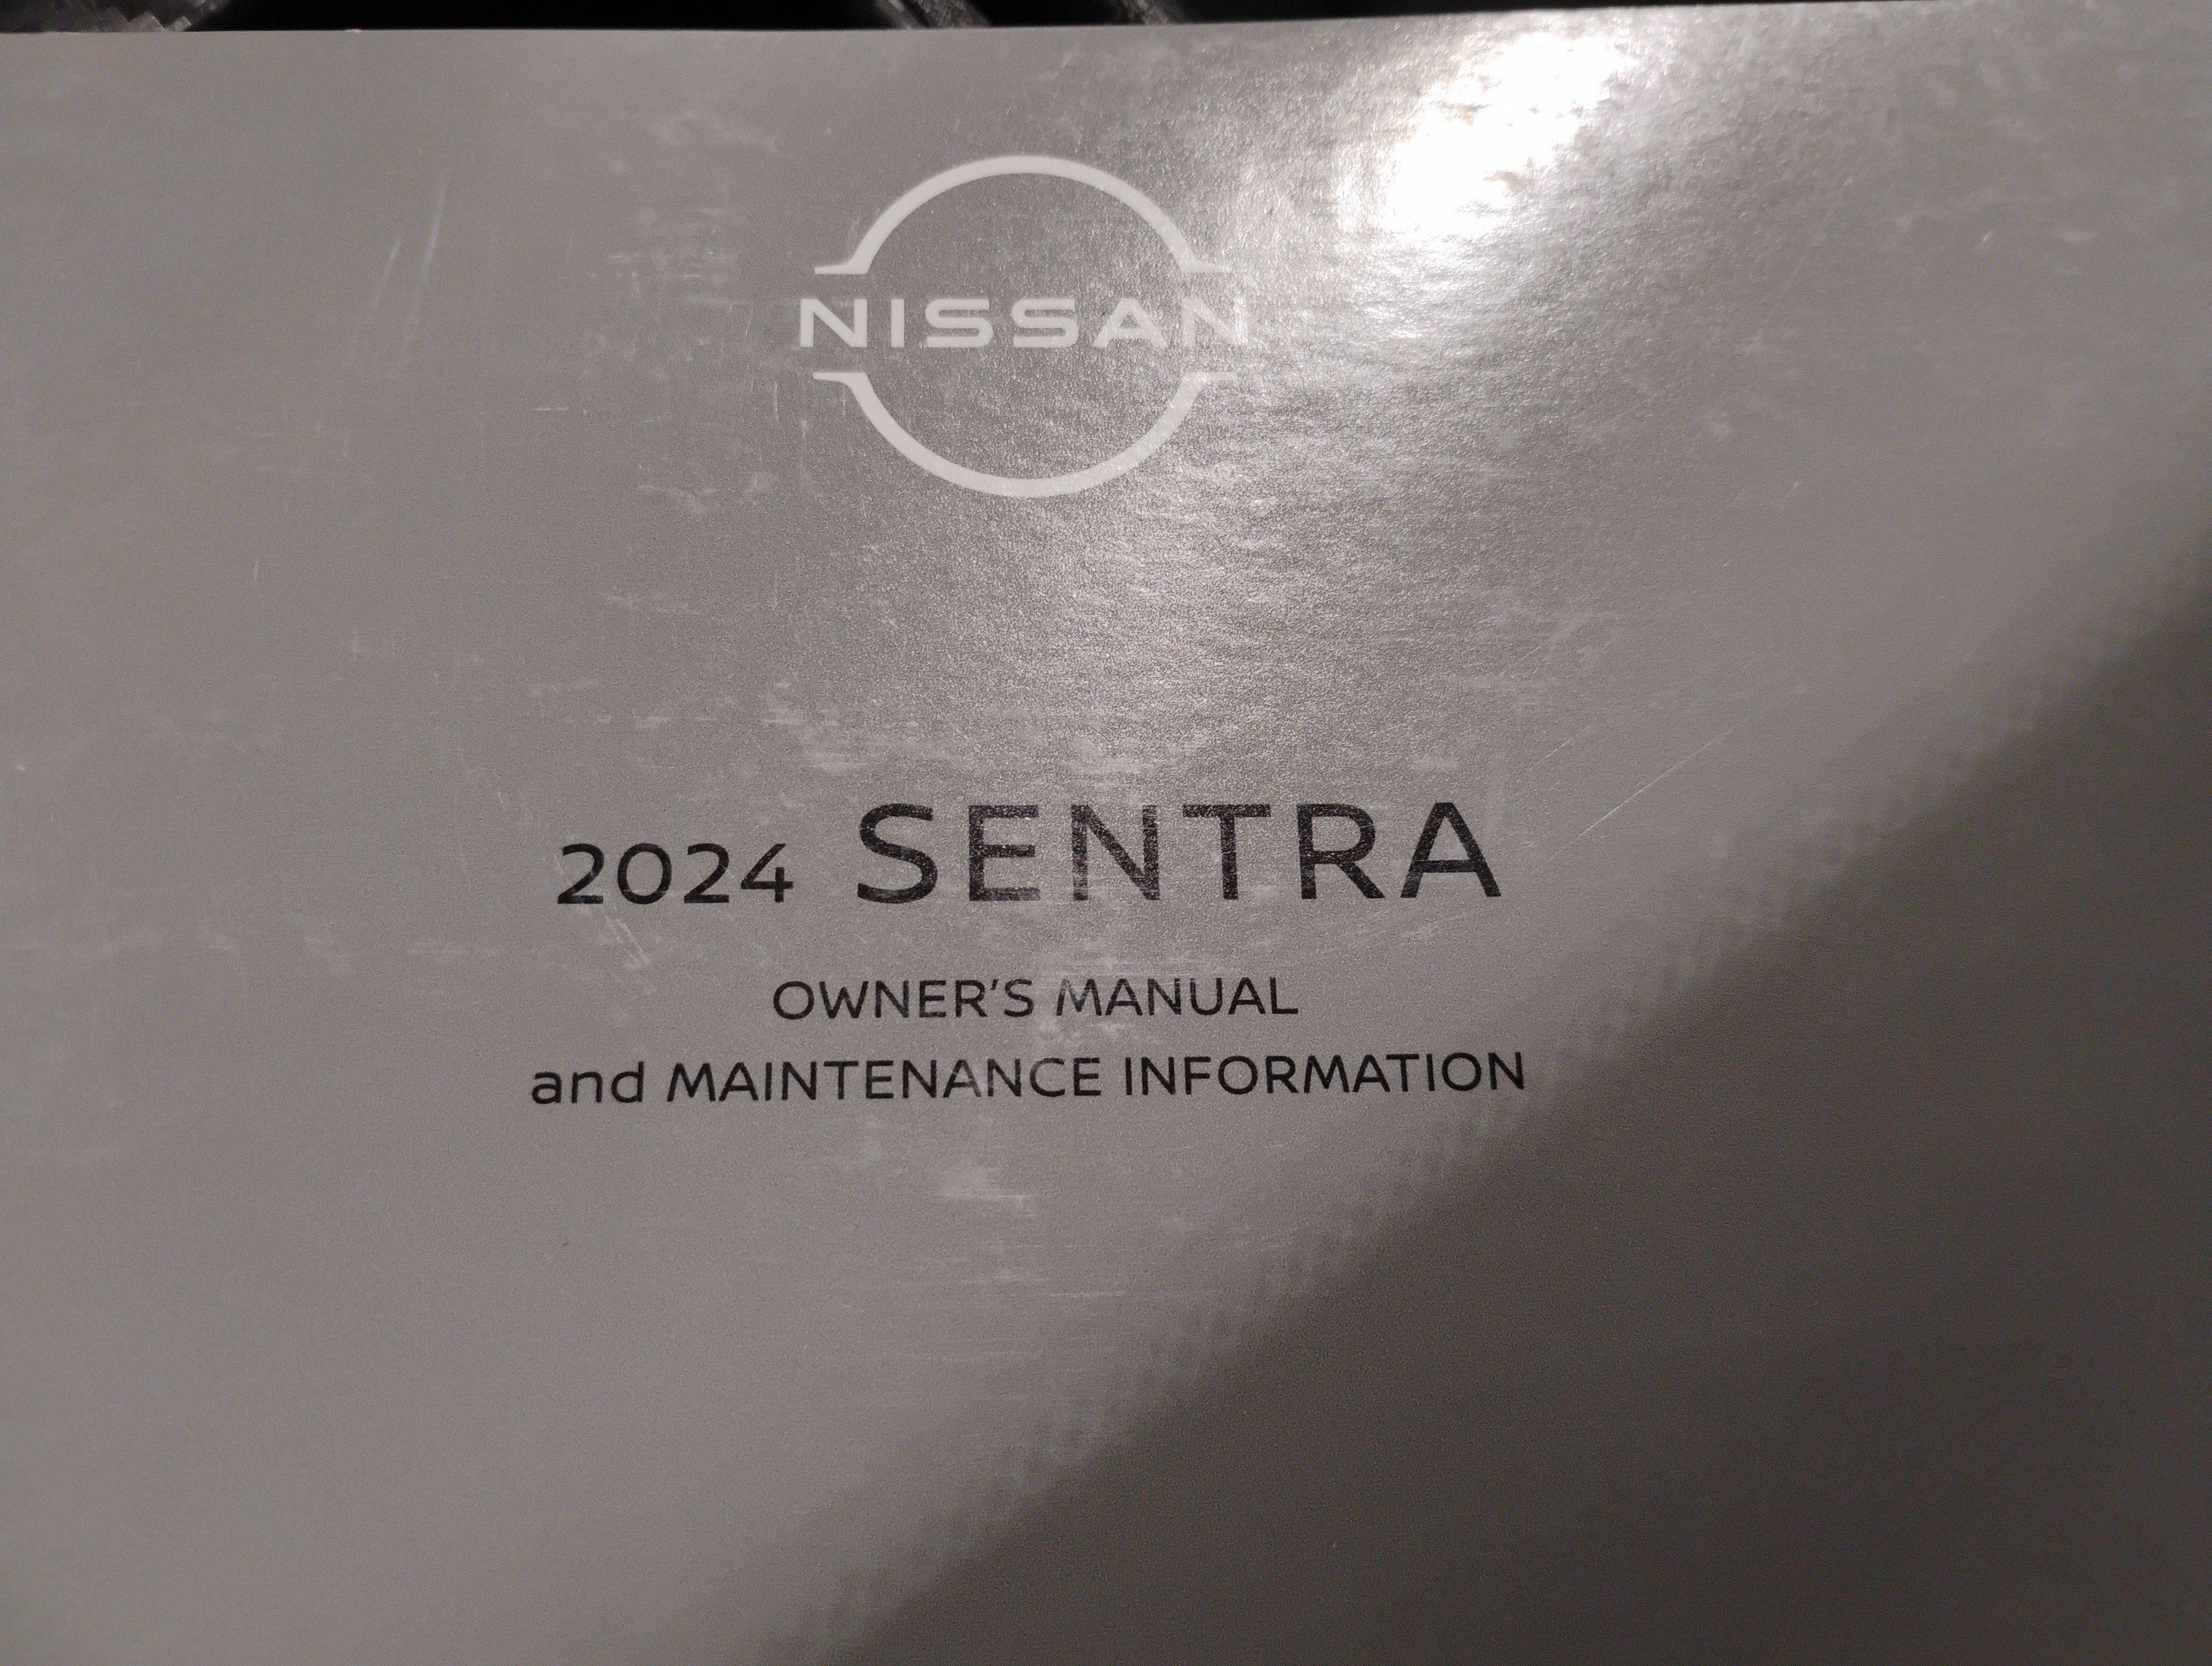 NISSAN
2024 SENTRA
OWNER'S MANUAL
and MAINTENANCE INFORMATION